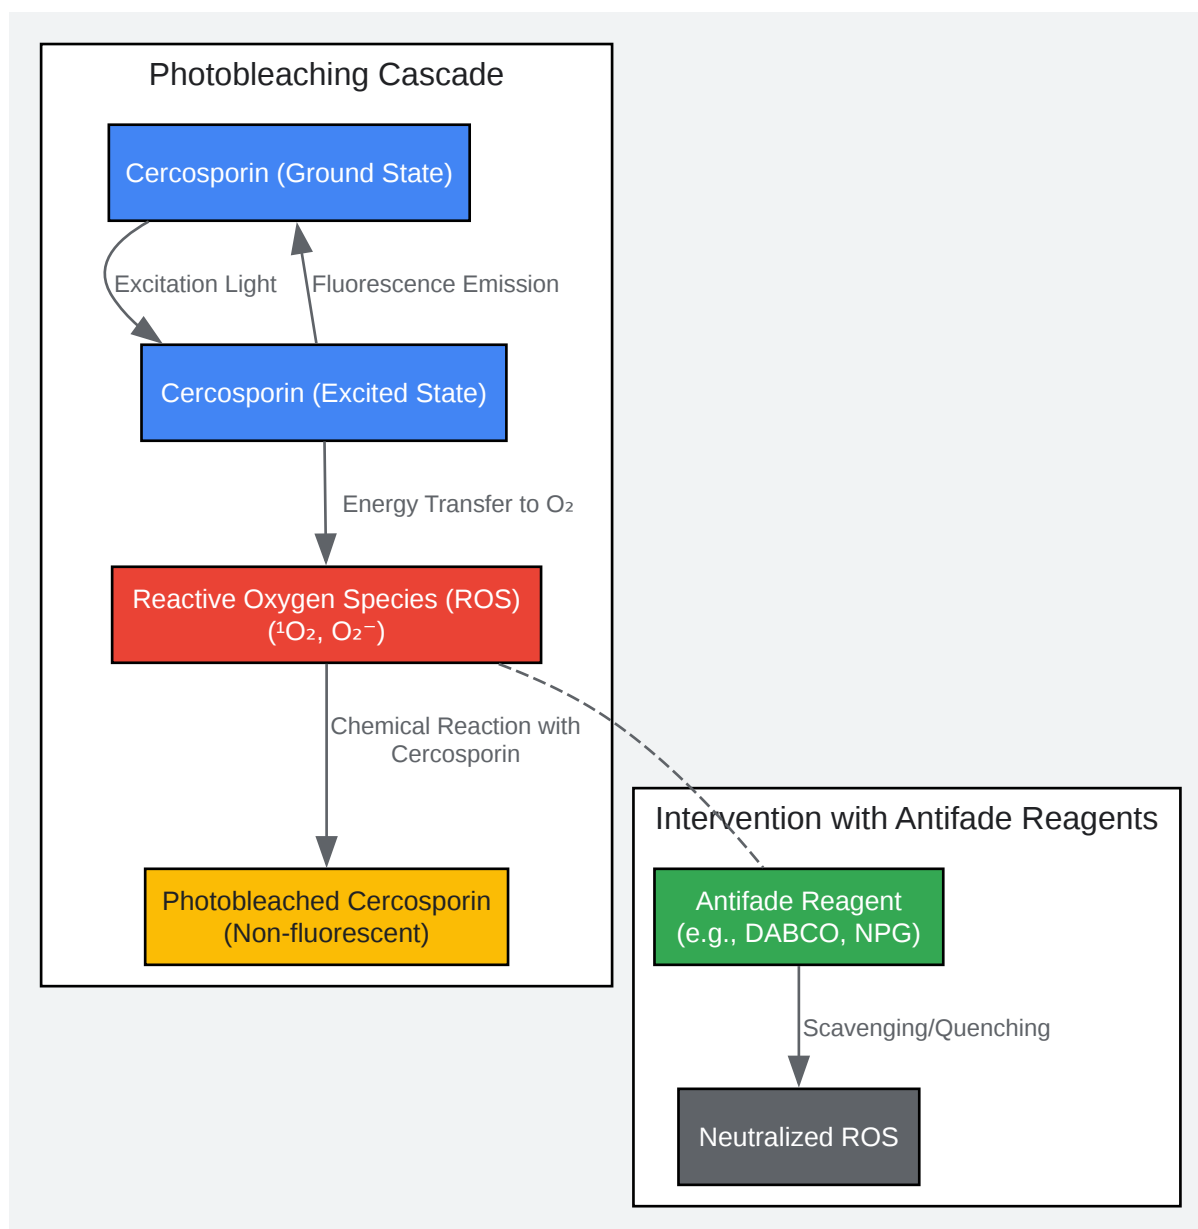 Photobleaching Cascade
Cercosporin (Ground State)
Excitation Light
Fluorescence Emission
Cercosporin (Excited State)
Energy Transfer to O₂
Reactive Oxygen Species (ROS)
(¹O₂, O₂⁻)
Chemical Reaction with
Cercosporin
Photobleached Cercosporin
(Non-fluorescent)
Intervention with Antifade Reagents
Antifade Reagent
(e.g., DABCO, NPG)
Scavenging/Quenching
Neutralized ROS